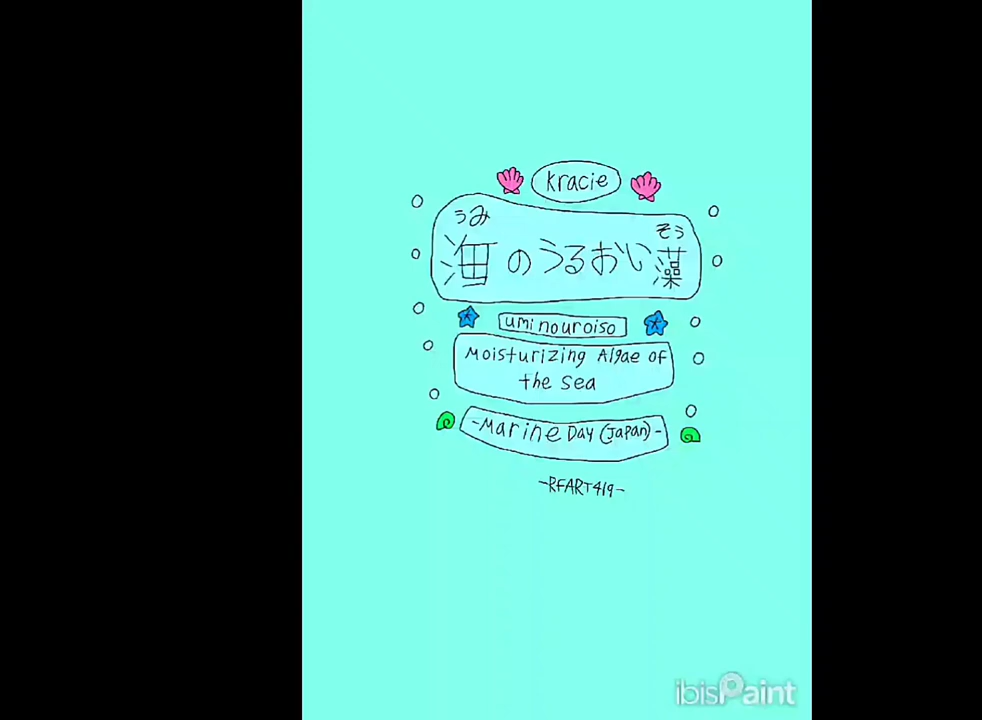 kracie
うみ そう
海のうるおい藻
uminouroiso
Moisturizing Algae of
the Sea
-Marine Day (Japan)-
-RFART419-
ibisPaint